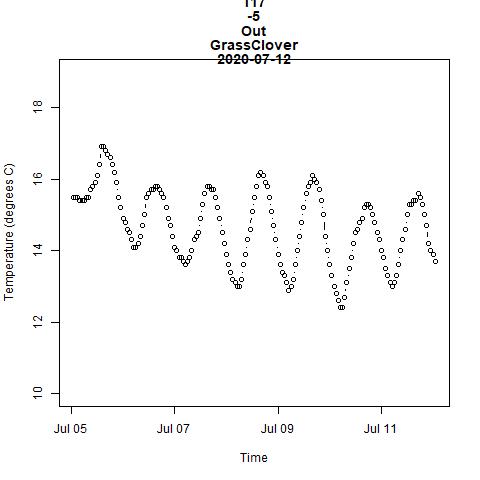 117
-5
Out
GrassClover
2020-07-12
Temperature (degrees C)
18
16
14
12
10
Jul 05
Jul 07
Jul 09
Jul 11
Time